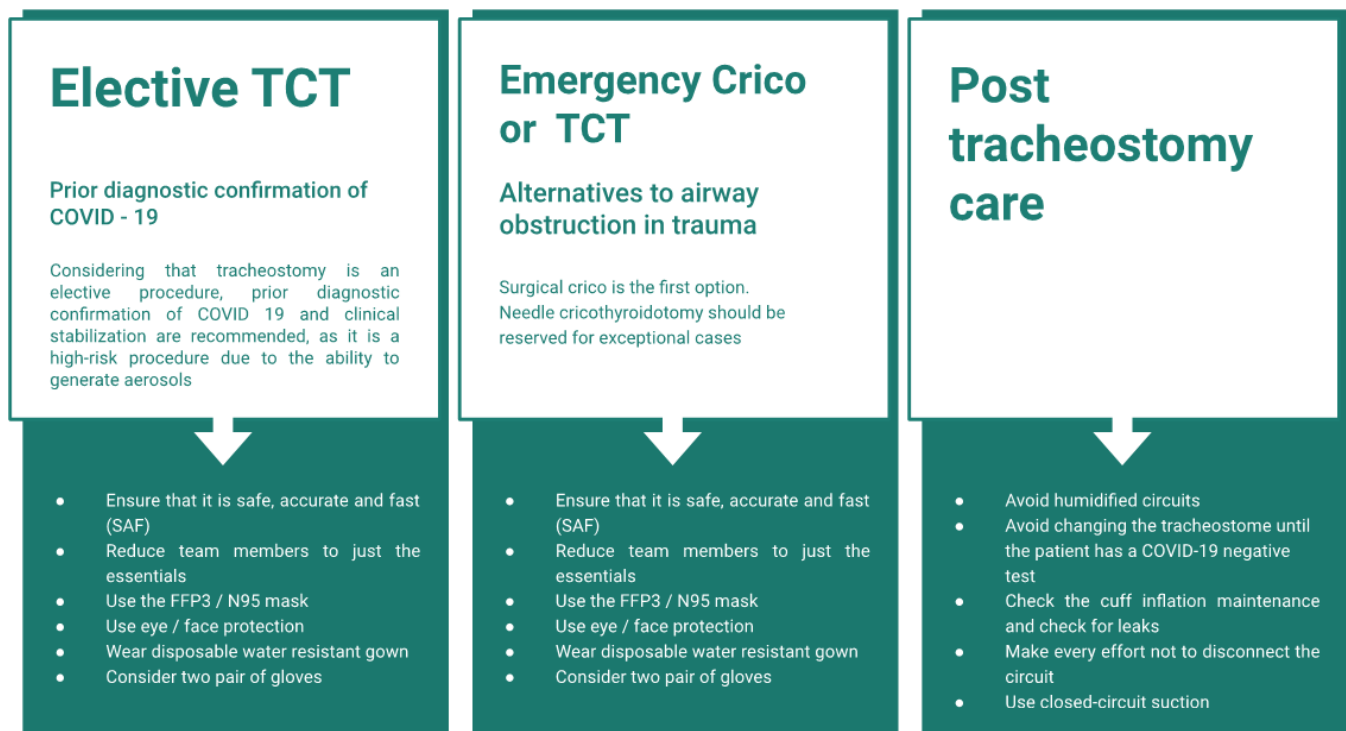 Elective TCT
Prior diagnostic confirmation of
COVID - 19
Considering that tracheostomy is an
elective procedure, prior diagnostic
confirmation of COVID 19 and clinical
stabilization are recommended, as it is a
high-risk procedure due to the ability to
generate aerosols
● Ensure that it is safe, accurate and fast
(SAF)
● Reduce team members to just the
essentials
● Use the FFP3 / N95 mask
● Use eye / face protection
● Wear disposable water resistant gown
● Consider two pair of gloves
Emergency Crico
or TCT
Alternatives to airway
obstruction in trauma
Surgical crico is the first option.
Needle cricothyroidotomy should be
reserved for exceptional cases
● Ensure that it is safe, accurate and fast
(SAF)
● Reduce team members to just the
essentials
● Use the FFP3 / N95 mask
● Use eye / face protection
● Wear disposable water resistant gown
● Consider two pair of gloves
Post
tracheostomy
care
● Avoid humidified circuits
● Avoid changing the tracheostome until
the patient has a COVID-19 negative
test
● Check the cuff inflation maintenance
and check for leaks
● Make every effort not to disconnect the
circuit
● Use closed-circuit suction